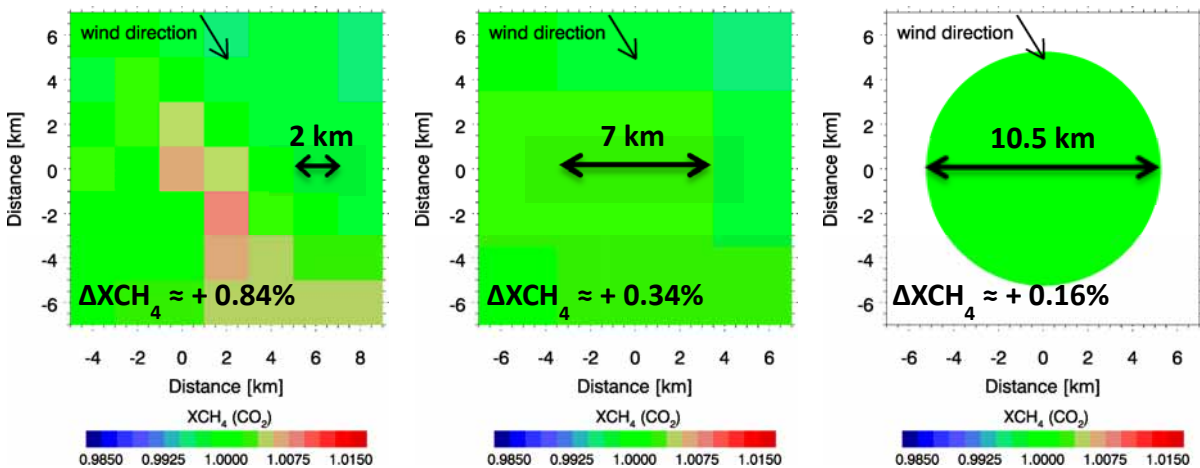 wind direction
2 km
ΔXCH₄ ≈ + 0.84%
6
4
2
0
-2
-4
-6
Distance [km]
-4 -2 0 2 4 6 8
Distance [km]
XCH₄ (CO₂)
0.9850 0.9925 1.0000 1.0075 1.0150
wind direction
7 km
ΔXCH₄ ≈ + 0.34%
6
4
2
0
-2
-4
-6
Distance [km]
-6 -4 -2 0 2 4 6
Distance [km]
XCH₄ (CO₂)
0.9850 0.9925 1.0000 1.0075 1.0150
wind direction
10.5 km
ΔXCH₄ ≈ + 0.16%
6
4
2
0
-2
-4
-6
Distance [km]
-6 -4 -2 0 2 4 6
Distance [km]
XCH₄ (CO₂)
0.9850 0.9925 1.0000 1.0075 1.0150